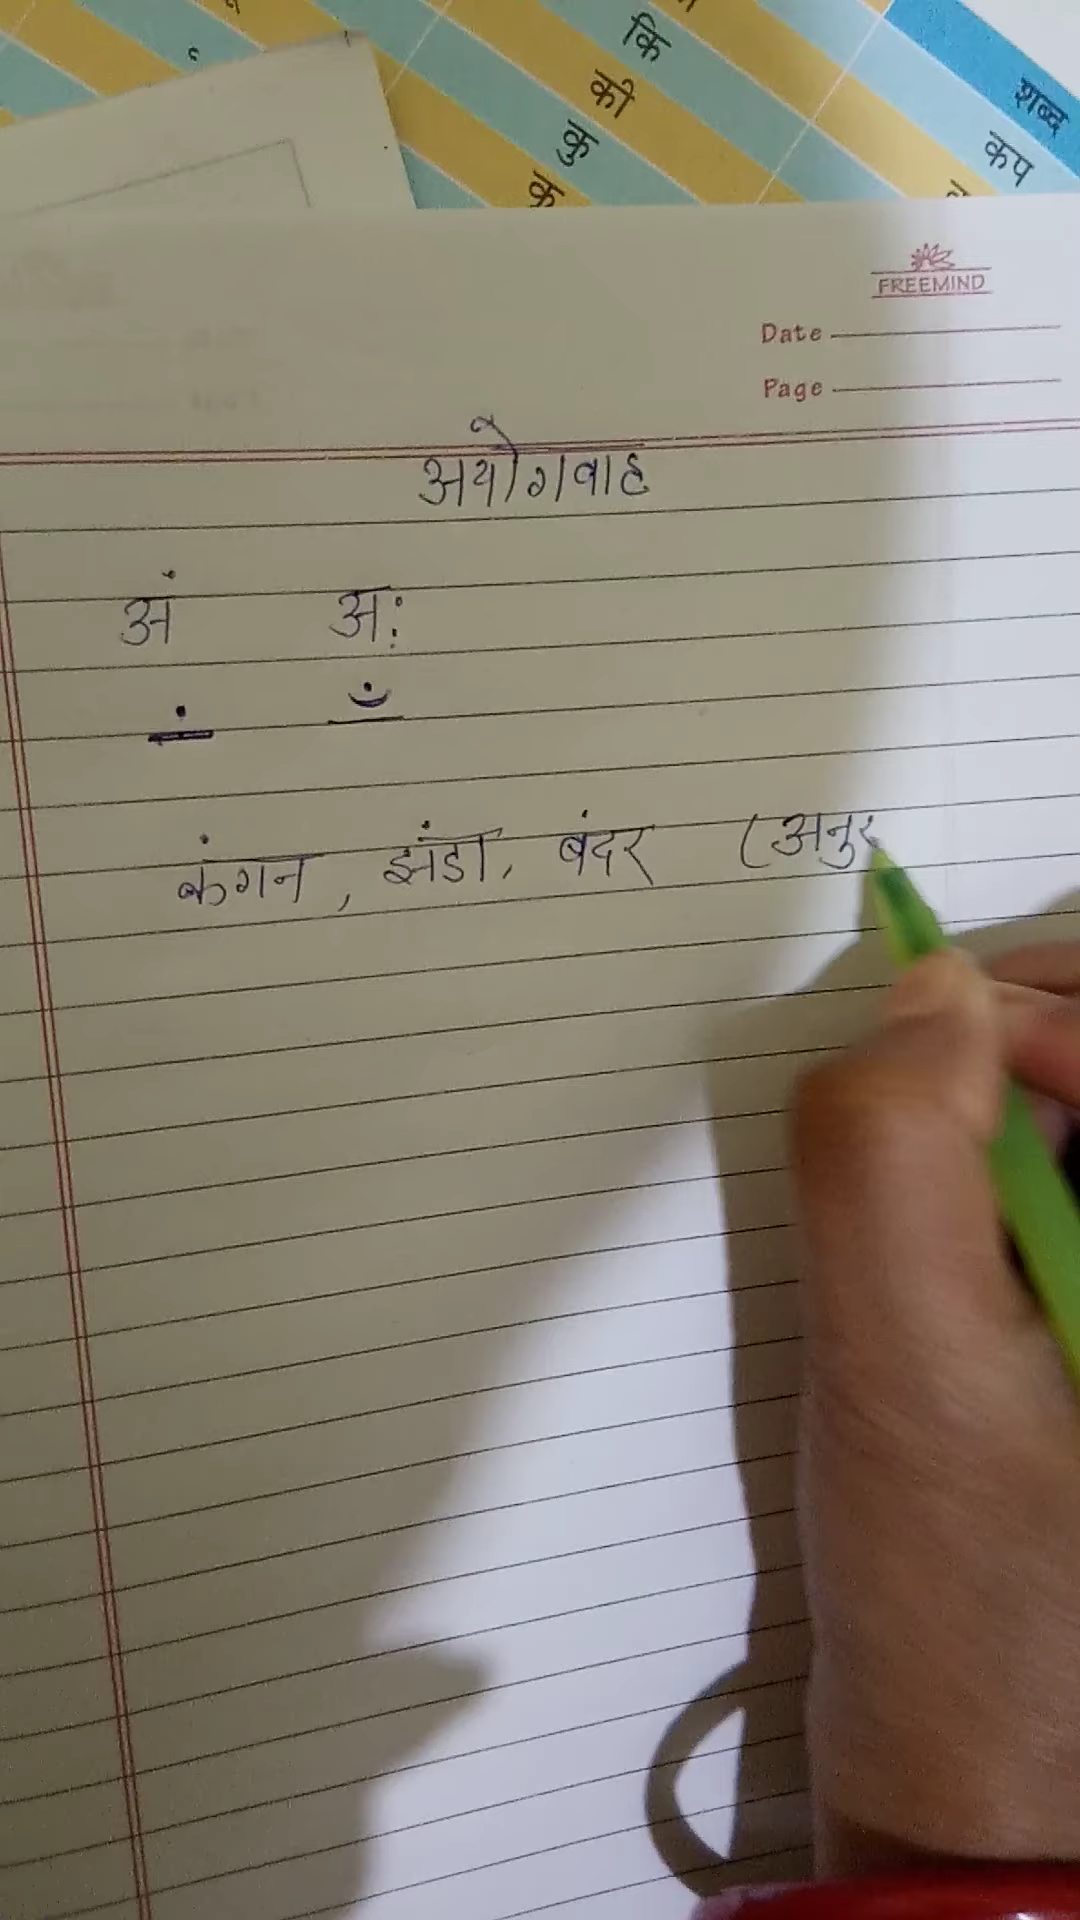 कि
की
कु
शब्द
कप
FREEMIND
Date
Page
अयोगवाह
अं अः
ं ँ
कंगन, झंडा, बंदर (अनुस